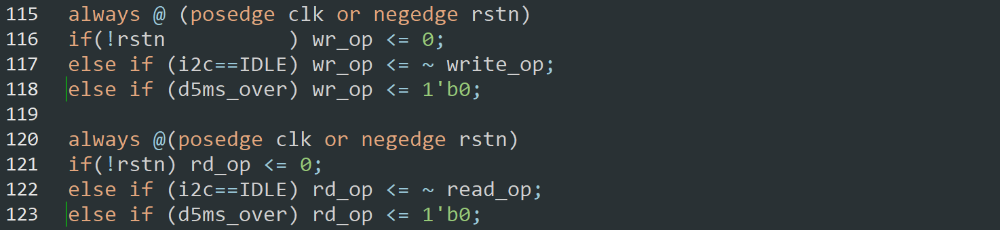 115 always @ (posedge clk or negedge rstn)
116 if(!rstn          ) wr_op <= 0;
117 else if (i2c==IDLE) wr_op <= ~ write_op;
118 else if (d5ms_over) wr_op <= 1'b0;
119
120 always @(posedge clk or negedge rstn)
121 if(!rstn) rd_op <= 0;
122 else if (i2c==IDLE) rd_op <= ~ read_op;
123 else if (d5ms_over) rd_op <= 1'b0;